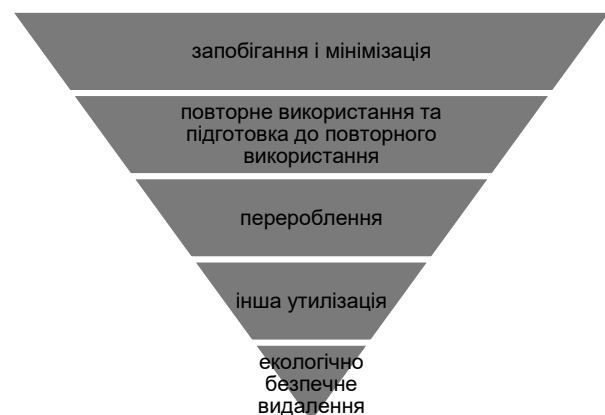 запобігання і мінімізація
повторне використання та
підготовка до повторного
використання
перероблення
інша утилізація
екологічно
безпечне
видалення